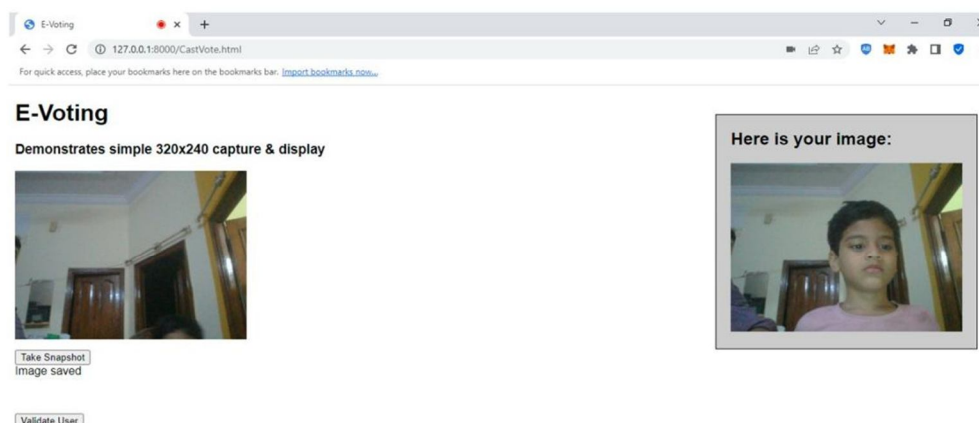 E-Voting
127.0.0.1:8000/CastVote.html
For quick access, place your bookmarks here on the bookmarks bar. Import bookmarks now...
E-Voting
Demonstrates simple 320x240 capture & display
Here is your image:
Take Snapshot
Image saved
Validate User